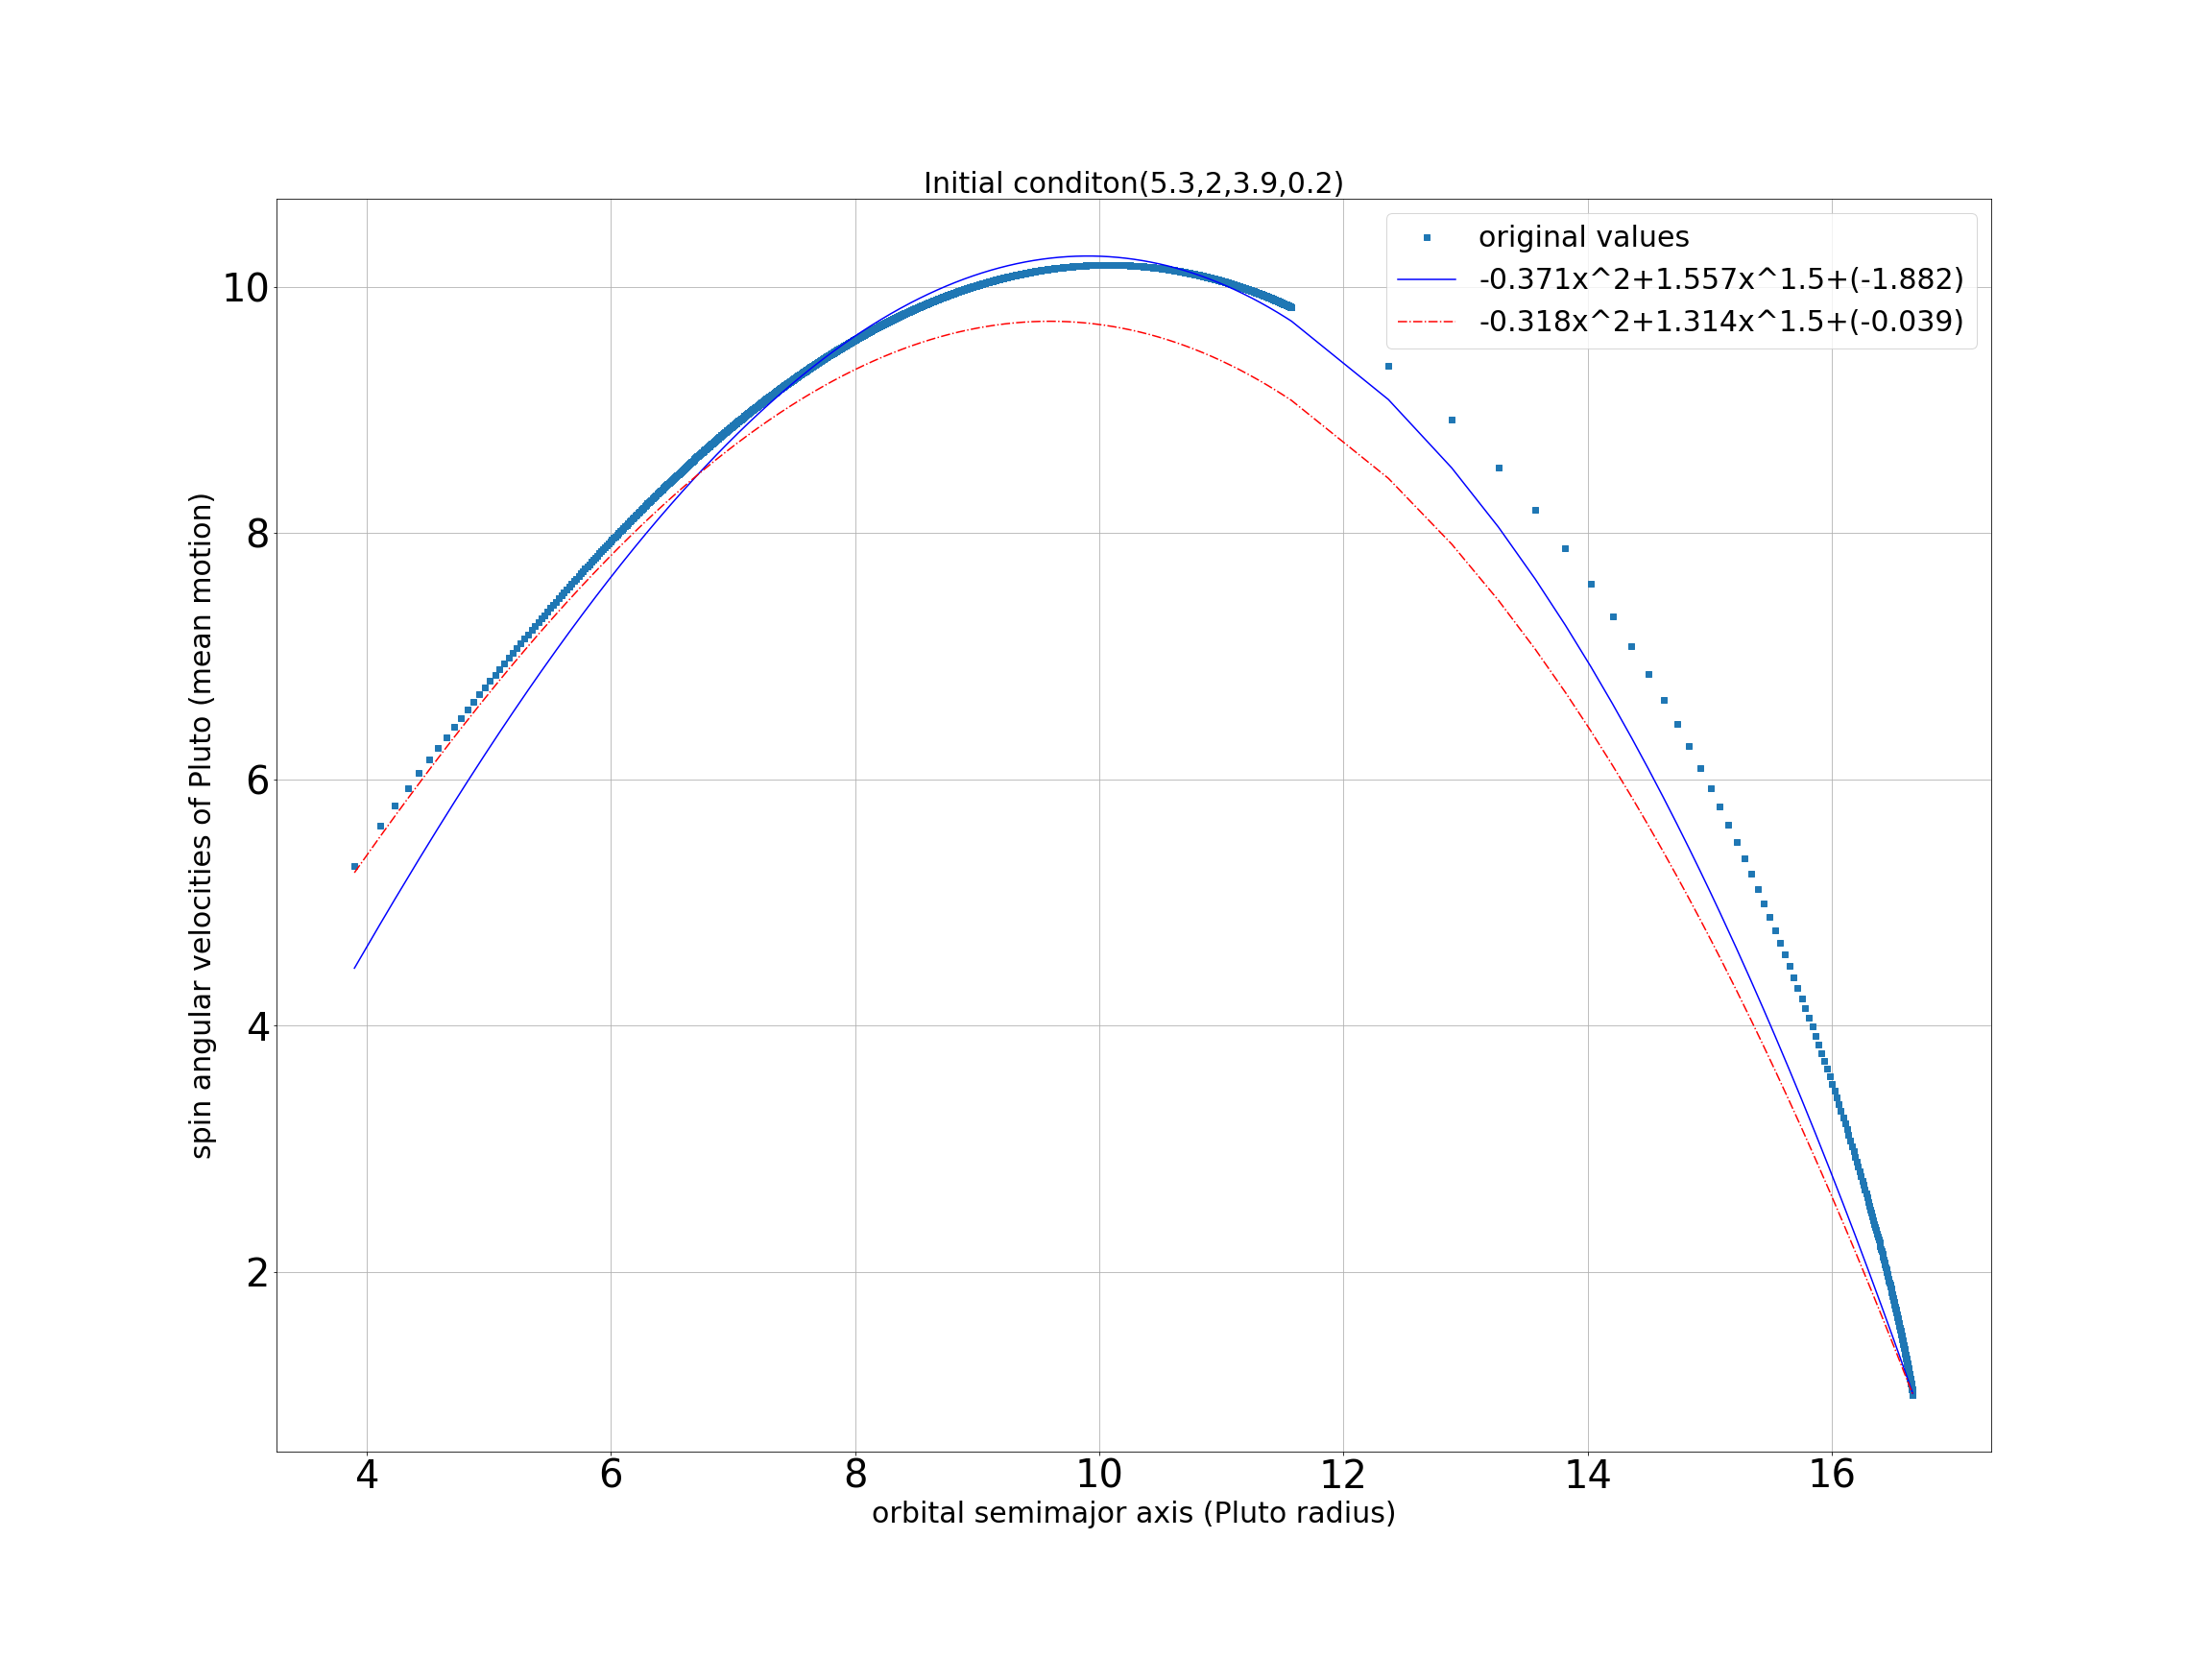 Initial conditon(5.3,2,3.9,0.2)
original values
-0.371x^2+1.557x^1.5+(-1.882)
-0.318x^2+1.314x^1.5+(-0.039)
spin angular velocities of Pluto (mean motion)
10
8
6
4
2
4 6 8 10 12 14 16
orbital semimajor axis (Pluto radius)